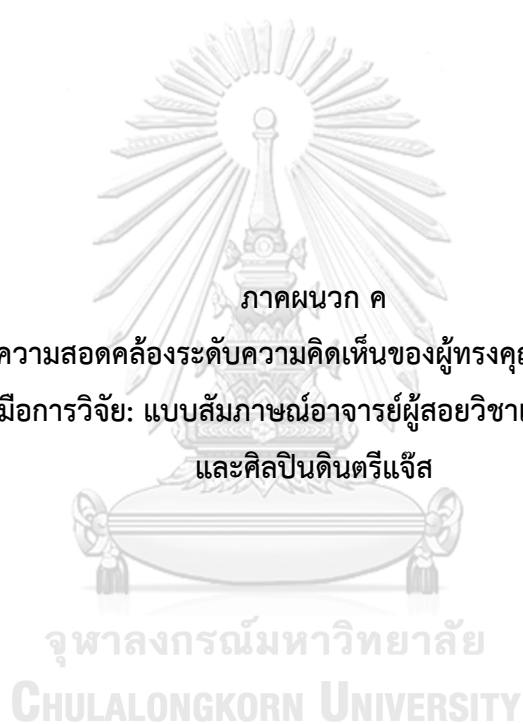 ภาคผนวก ค
ความสอดคล้องระดับความคิดเห็นของผู้ทรงคุ
มือการวิจัย: แบบสัมภาษณ์อาจารย์ผู้สอยวิชา
และศิลปินดินตรีแจ๊ส
จุฬาลงกรณ์มหาวิทยาลัย
CHULALONGKORN UNIVERSITY